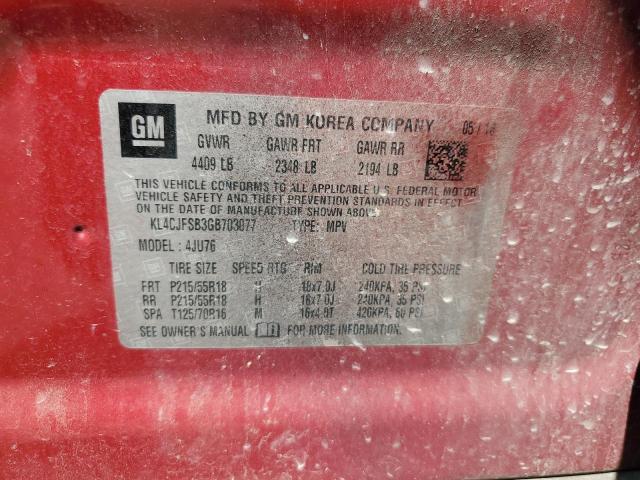 GM
MFD BY GM KOREA COMPANY 05/16
GVWR GAWR FRT GAWR RR
4409 LB 2348 LB 2194 LB
THIS VEHICLE CONFORMS TO ALL APPLICABLE U.S. FEDERAL MOTOR
VEHICLE SAFETY AND THEFT PREVENTION STANDARDS
IN EFFECT ON THE DATE OF MANUFACTURE SHOWN ABOVE.
KL4CJFSB3GB703077 TYPE: MPV
MODEL: 4JU76
TIRE SIZE SPEED RTG RIM COLD TIRE PRESSURE
FRT P215/55R18 H 18x7.0J 240KPA, 35 PSI
RR P215/55R18 H 18x7.0J 240KPA, 35 PSI
SPA T125/70R16 M 16x4.0T 420KPA, 60 PSI
SEE OWNER'S MANUAL FOR MORE INFORMATION.